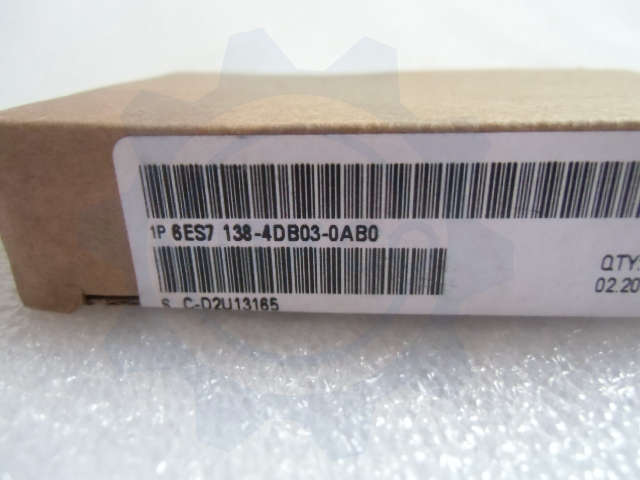 1P 6ES7 138-4DB03-0AB0
QTY:
S C-D2U13165
02.20